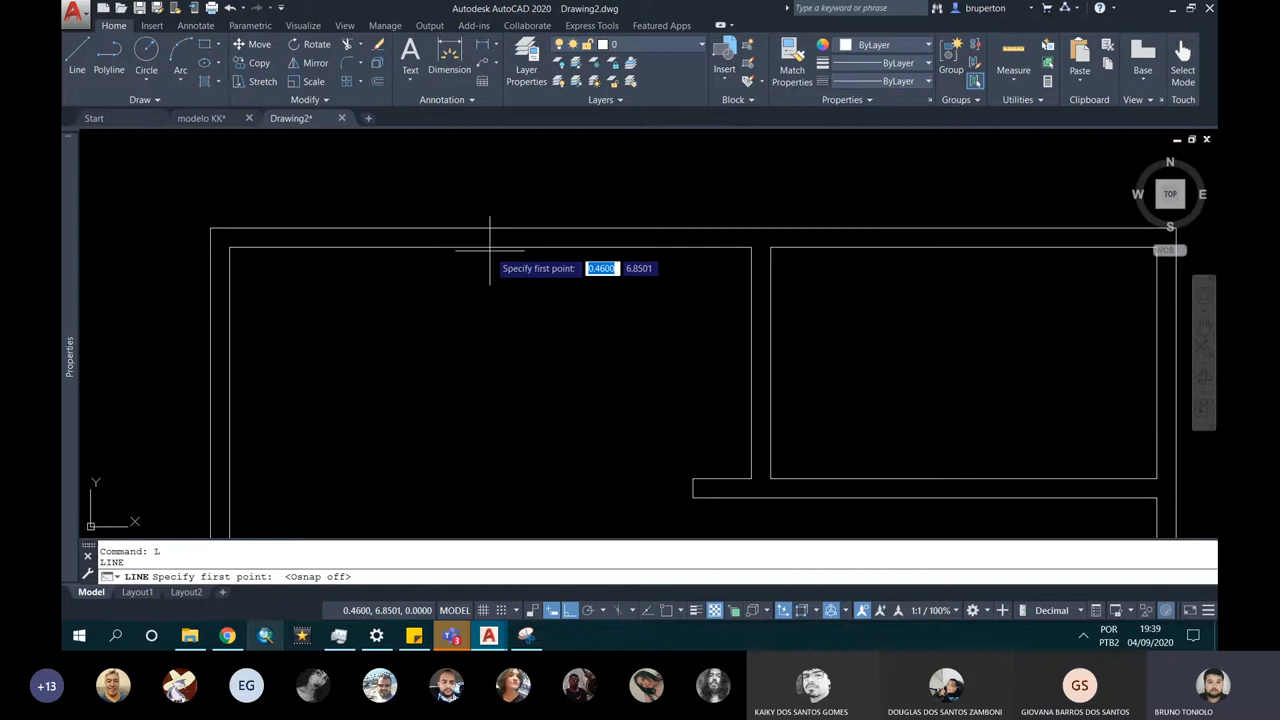 Autodesk AutoCAD 2020 Drawing2.dwg
Type a keyword or phrase
bruperton
Home Insert Annotate Parametric View Manage Output Add-ins Collaborate Express Tools Featured Apps
Line Polyline Circle Arc
Move Rotate
Copy Mirror
Stretch Scale
Text Dimension
Layer Properties
0
Insert
Match Properties
ByLayer
ByLayer
ByLayer
Group
Measure
Paste
Base
Select Mode
Draw Modify Annotation Layers Block Properties Groups Utilities Clipboard View Touch
Start modelo KK* Drawing2*
N
W TOP E
S
WCS
Specify first point: 0.4600 6.8501
Properties
Y
X
Command: L
LINE
LINE Specify first point: <Osnap off>
Model Layout1 Layout2
0.4600, 6.8501, 0.0000 MODEL
1:1 / 100%
Decimal
3
POR
PTB2
19:39
04/09/2020
+13
EG
GS
KAIKY DOS SANTOS GOMES
DOUGLAS DOS SANTOS ZAMBONI
GIOVANA BARROS DOS SANTOS
BRUNO TONIOLO